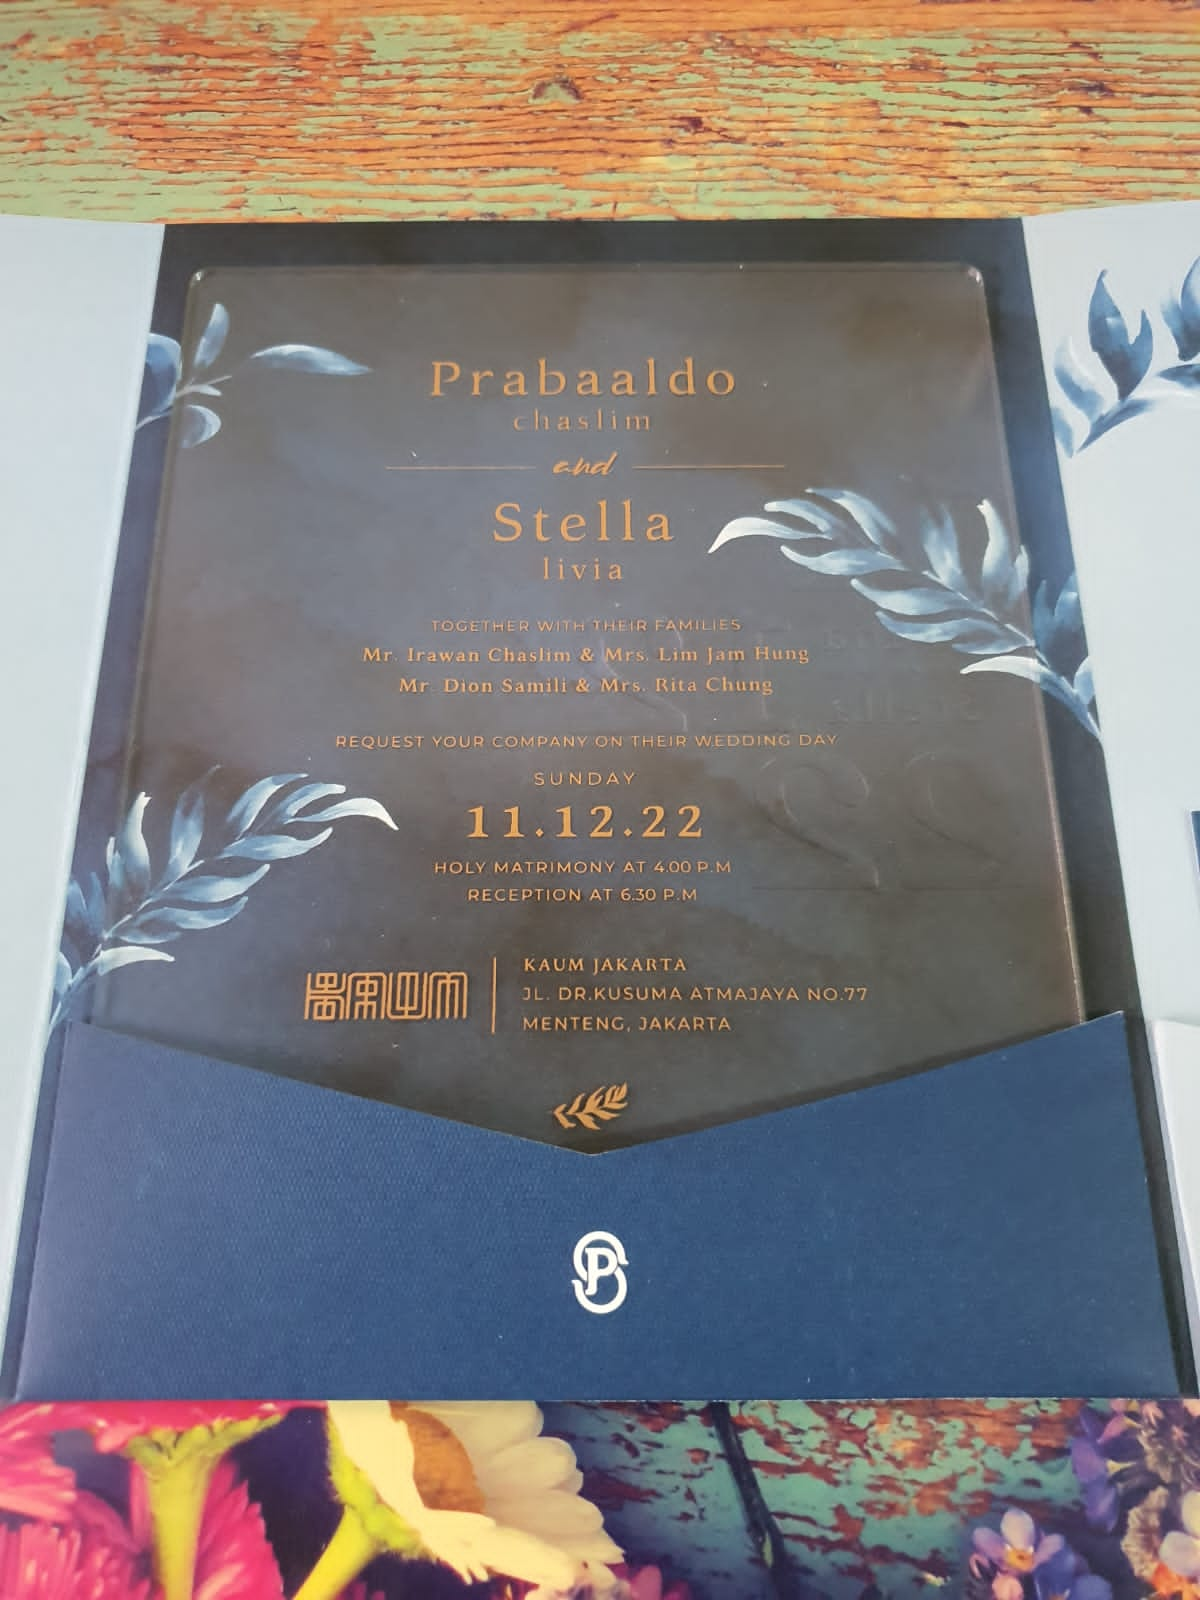 Prabaaldo
chaslim
and
Stella
livia
TOGETHER WITH THEIR FAMILIES
Mr. Irawan Chaslim & Mrs. Lim Jam Hung
Mr. Dion Samili & Mrs. Rita Chung
REQUEST YOUR COMPANY ON THEIR WEDDING DAY
SUNDAY
11.12.22
HOLY MATRIMONY AT 4.00 P.M
RECEPTION AT 6.30 P.M
KAUM
KAUM JAKARTA
JL. DR.KUSUMA ATMAJAYA NO.77
MENTENG, JAKARTA
PS